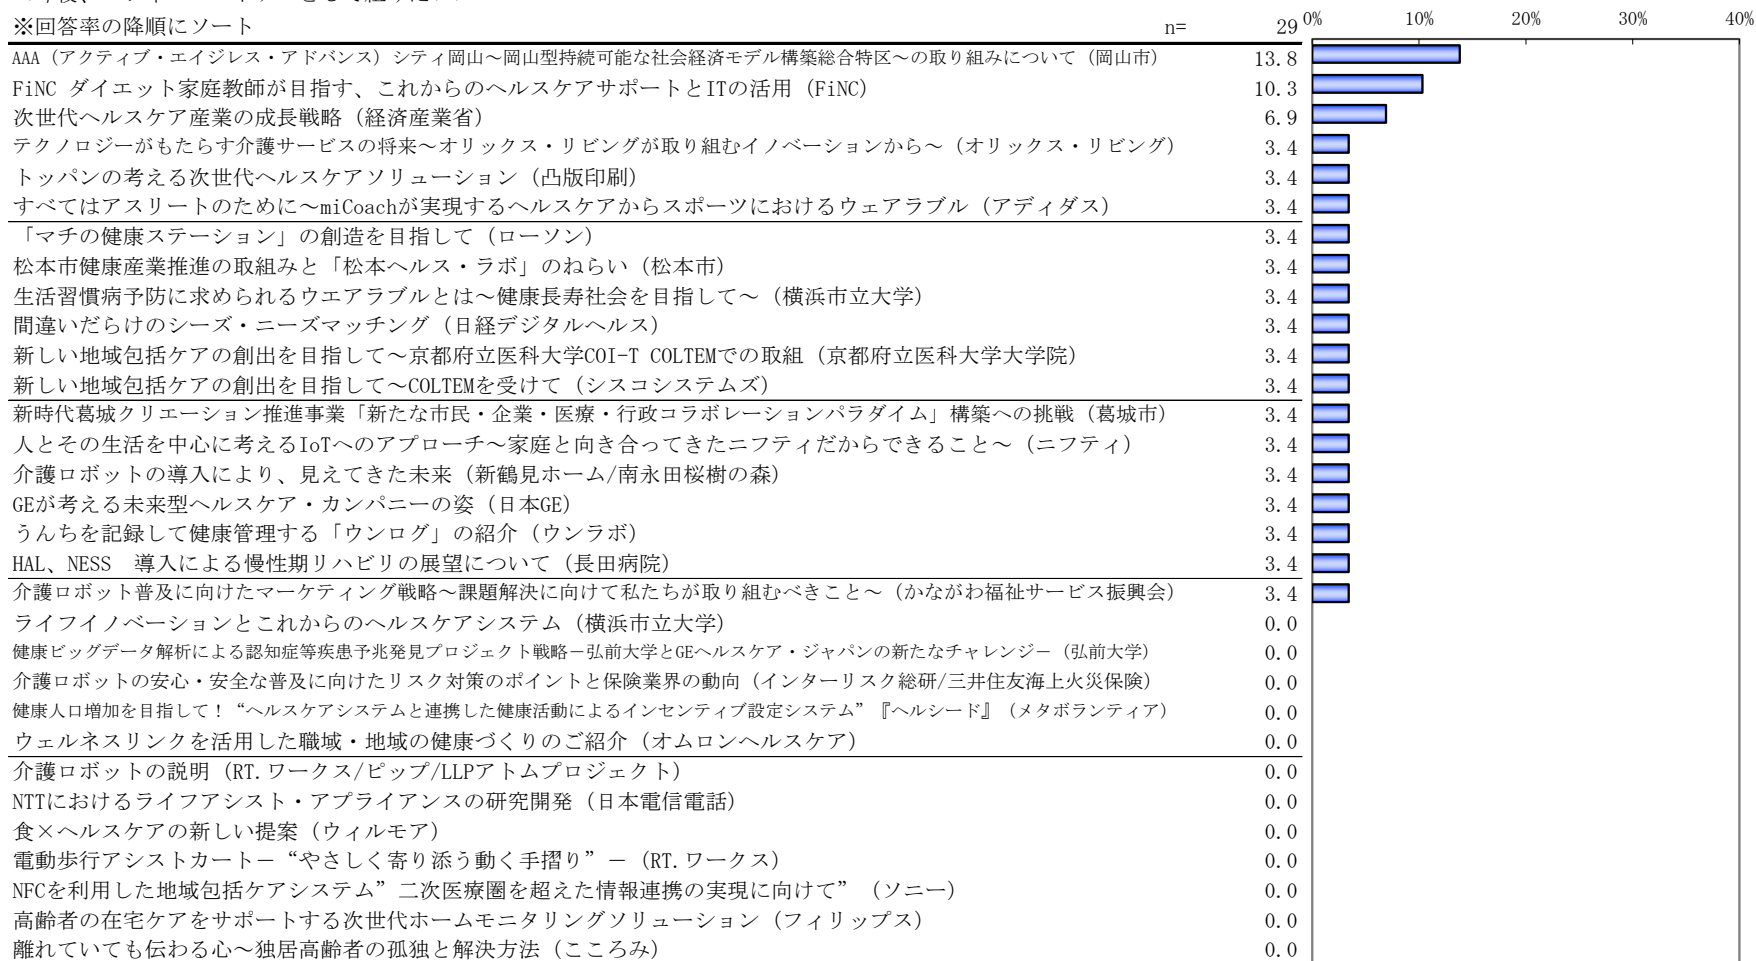 ※回答率の降順にソート n= 29 0% 10% 20% 30% 40%
AAA（アクティブ・エイジレス・アドバンス）シティ岡山～岡山型持続可能な社会経済モデル構築総合特区～の取り組みについて（岡山市） 13.8
FiNC ダイエット家庭教師が目指す、これからのヘルスケアサポートとITの活用（FiNC） 10.3
次世代ヘルスケア産業の成長戦略（経済産業省） 6.9
テクノロジーがもたらす介護サービスの将来～オリックス・リビングが取り組むイノベーションから～（オリックス・リビング） 3.4
トッパンの考える次世代ヘルスケアソリューション（凸版印刷） 3.4
すべてはアスリートのために～miCoachが実現するヘルスケアからスポーツにおけるウェアラブル（アディダス） 3.4
「マチの健康ステーション」の創造を目指して（ローソン） 3.4
松本市健康産業推進の取組みと「松本ヘルス・ラボ」のねらい（松本市） 3.4
生活習慣病予防に求められるウエアラブルとは～健康長寿社会を目指して～（横浜市立大学） 3.4
間違いだらけのシーズ・ニーズマッチング（日経デジタルヘルス） 3.4
新しい地域包括ケアの創出を目指して～京都府立医科大学COI-T COLTEMでの取組（京都府立医科大学大学院） 3.4
新しい地域包括ケアの創出を目指して～COLTEMを受けて（シスコシステムズ） 3.4
新時代葛城クリエーション推進事業「新たな市民・企業・医療・行政コラボレーションパラダイム」構築への挑戦（葛城市） 3.4
人とその生活を中心に考えるIoTへのアプローチ～家庭と向き合ってきたニフティだからできること～（ニフティ） 3.4
介護ロボットの導入により、見えてきた未来（新鶴見ホーム/南永田桜樹の森） 3.4
GEが考える未来型ヘルスケア・カンパニーの姿（日本GE） 3.4
うんちを記録して健康管理する「ウンログ」の紹介（ウンラボ） 3.4
HAL、NESS　導入による慢性期リハビリの展望について（長田病院） 3.4
介護ロボット普及に向けたマーケティング戦略～課題解決に向けて私たちが取り組むべきこと～（かながわ福祉サービス振興会） 3.4
ライフイノベーションとこれからのヘルスケアシステム（横浜市立大学） 0.0
健康ビッグデータ解析による認知症等疾患予兆発見プロジェクト戦略－弘前大学とGEヘルスケア・ジャパンの新たなチャレンジ－（弘前大学） 0.0
介護ロボットの安心・安全な普及に向けたリスク対策のポイントと保険業界の動向（インターリスク総研/三井住友海上火災保険） 0.0
健康人口増加を目指して！“ヘルスケアシステムと連携した健康活動によるインセンティブ設定システム”『ヘルシード』（メタボランティア） 0.0
ウェルネスリンクを活用した職域・地域の健康づくりのご紹介（オムロンヘルスケア） 0.0
介護ロボットの説明（RT.ワークス/ピップ/LLPアトムプロジェクト） 0.0
NTTにおけるライフアシスト・アプライアンスの研究開発（日本電信電話） 0.0
食×ヘルスケアの新しい提案（ウィルモア） 0.0
電動歩行アシストカート－“やさしく寄り添う動く手摺り”－（RT.ワークス） 0.0
NFCを利用した地域包括ケアシステム”二次医療圏を超えた情報連携の実現に向けて”（ソニー） 0.0
高齢者の在宅ケアをサポートする次世代ホームモニタリングソリューション（フィリップス） 0.0
離れていても伝わる心～独居高齢者の孤独と解決方法（こころみ） 0.0